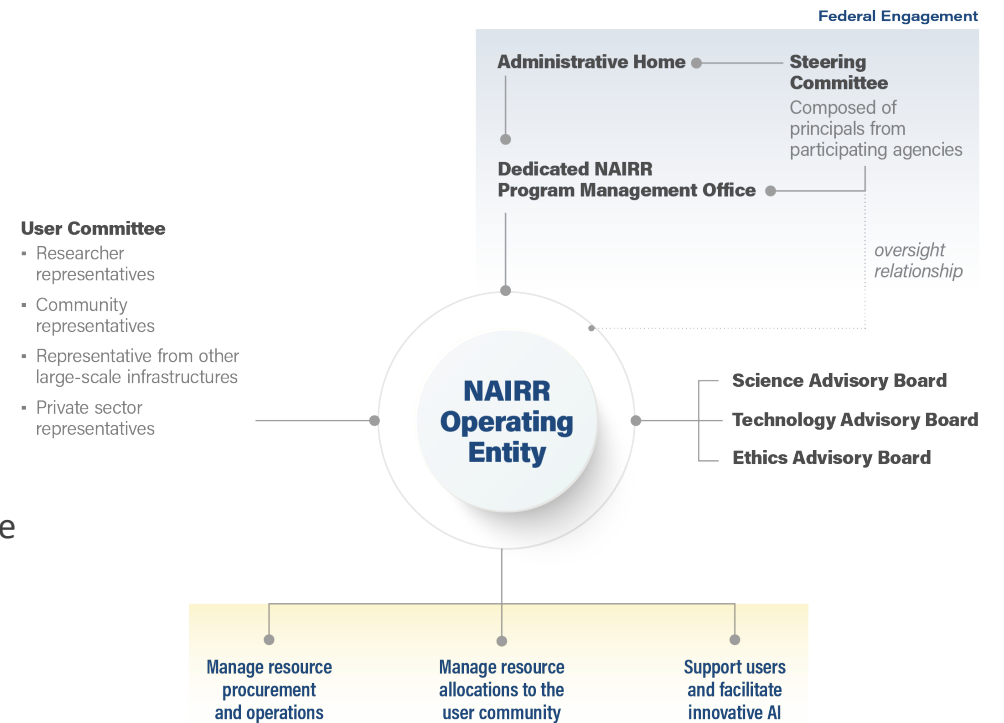 Federal Engagement
Administrative Home
Steering
Committee
Composed of
principals from
participating agencies
Dedicated NAIRR
Program Management Office
oversight
relationship
User Committee
▪ Researcher
representatives
▪ Community
representatives
▪ Representative from other
large-scale infrastructures
▪ Private sector
representatives
NAIRR
Operating
Entity
Science Advisory Board
Technology Advisory Board
Ethics Advisory Board
e
Manage resource
procurement
and operations
Manage resource
allocations to the
user community
Support users
and facilitate
innovative AI